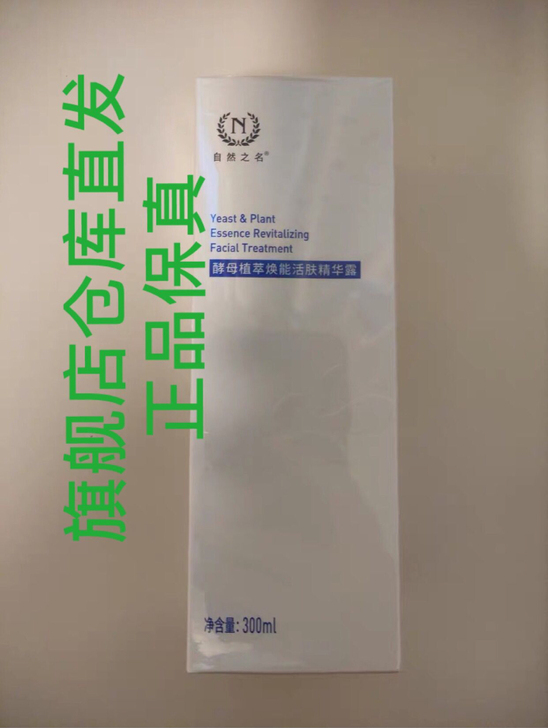 旗舰店仓库直发
正品保真
N
自然之名®
Yeast & Plant
Essence Revitalizing
Facial Treatment
酵母植萃焕能活肤精华露
净含量:300ml